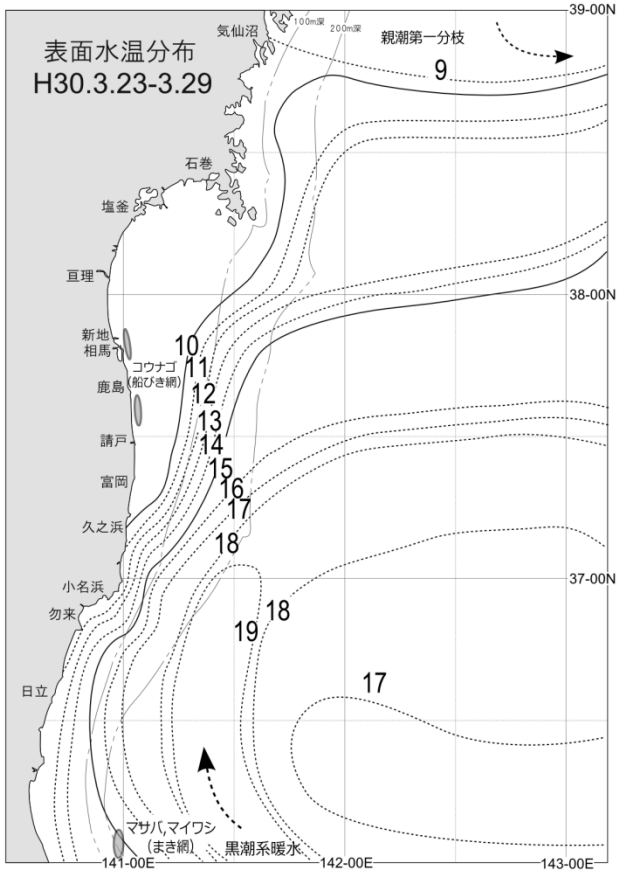 表面水温分布
H30.3.23-3.29
気仙沼
100m深
200m深
親潮第一分枝
39-00N
9
石巻
塩釜
亘理
38-00N
新地
相馬
コウナゴ
(船びき網)
鹿島
請戸
富岡
久之浜
小名浜
勿来
日立
10
11
12
13
14
15
16
17
18
37-00N
18
19
17
マサバ,マイワシ
(まき網)
黒潮系暖水
141-00E
142-00E
143-00E